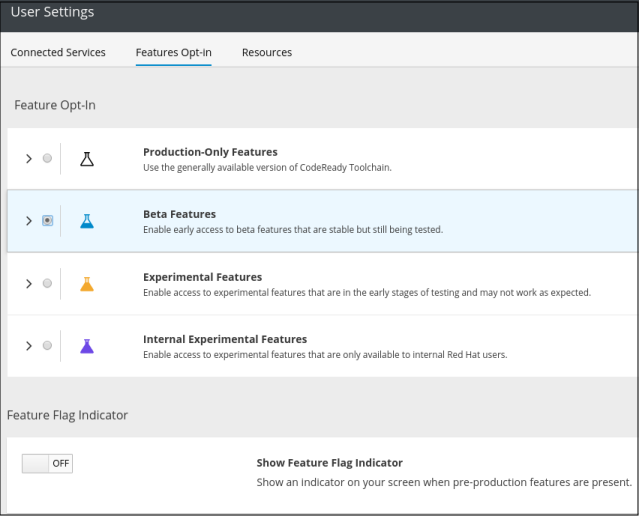 User Settings
Connected Services
Features Opt-in
Resources
Feature Opt-In
Production-Only Features
Use the generally available version of CodeReady Toolchain.
Beta Features
Enable early access to beta features that are stable but still being tested.
Experimental Features
Enable access to experimental features that are in the early stages of testing and may not work as expected.
Internal Experimental Features
Enable access to experimental features that are only available to internal Red Hat users.
Feature Flag Indicator
OFF
Show Feature Flag Indicator
Show an indicator on your screen when pre-production features are present.